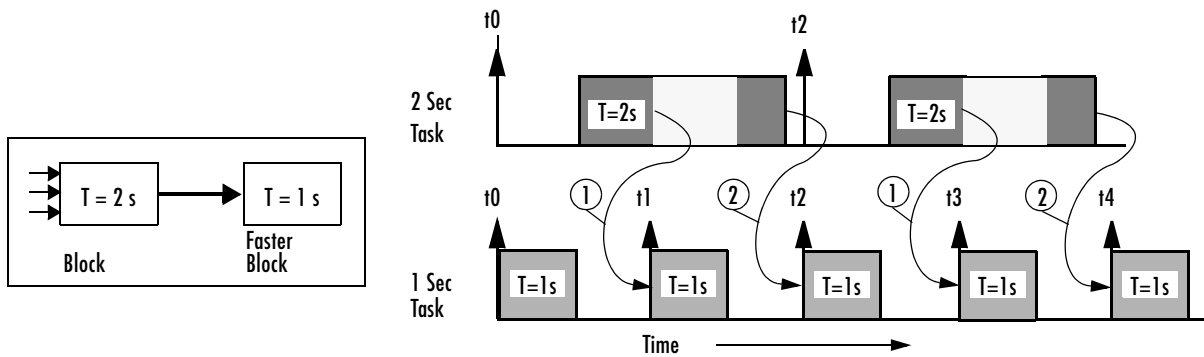 T = 2 s
T = 1 s
Block
Faster
Block
t0
t2
2 Sec
Task
T=2s
T=2s
1
2
1
2
t0
t1
t2
t3
t4
1 Sec
Task
T=1s
T=1s
T=1s
T=1s
T=1s
Time